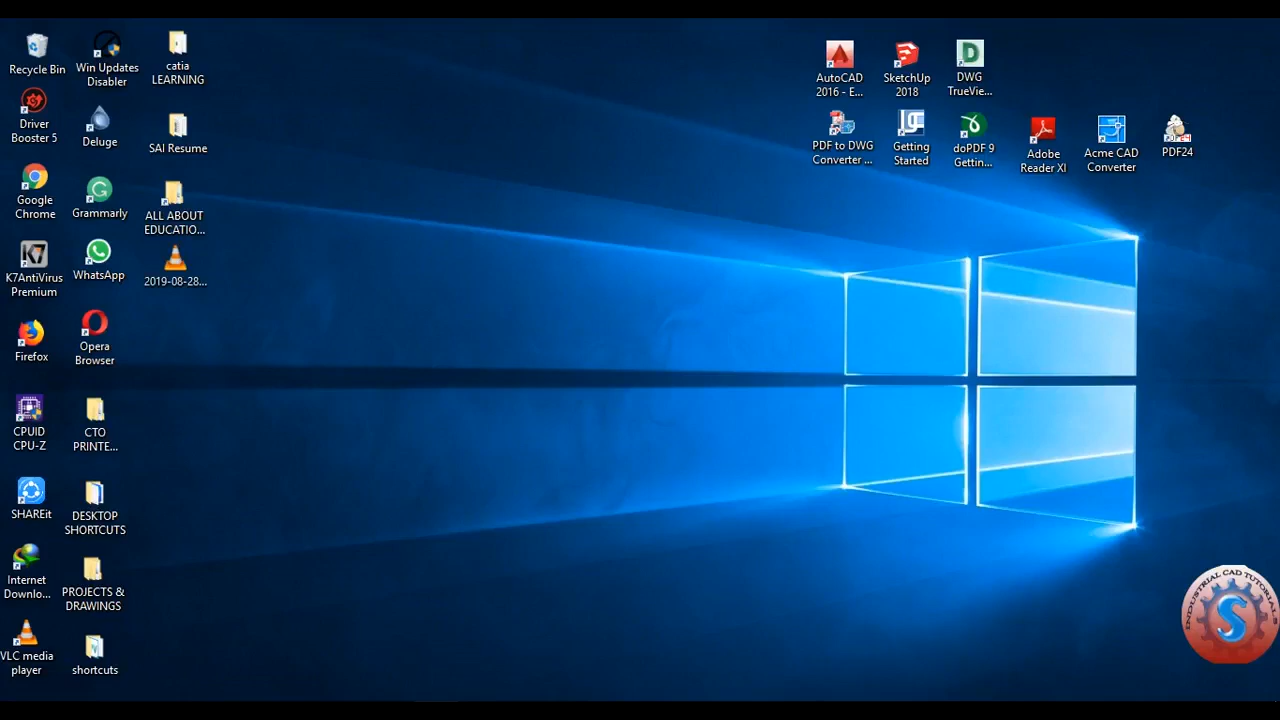 Recycle Bin
Win Updates
Disabler
catia
LEARNING
Driver
Booster 5
Deluge
SAI Resume
Google
Chrome
Grammarly
ALL ABOUT
EDUCATIO...
K7AntiVirus
Premium
WhatsApp
2019-08-28...
Firefox
Opera
Browser
CPUID
CPU-Z
CTO
PRINTE...
SHAREit
DESKTOP
SHORTCUTS
Internet
Downlo...
PROJECTS &
DRAWINGS
VLC media
player
shortcuts
AutoCAD
2016 - E...
SketchUp
2018
DWG
TrueVie...
PDF to DWG
Converter ...
Getting
Started
doPDF 9
Gettin...
Adobe
Reader XI
Acme CAD
Converter
PDF24
INDUSTRIAL CAD TUTORIALS
S